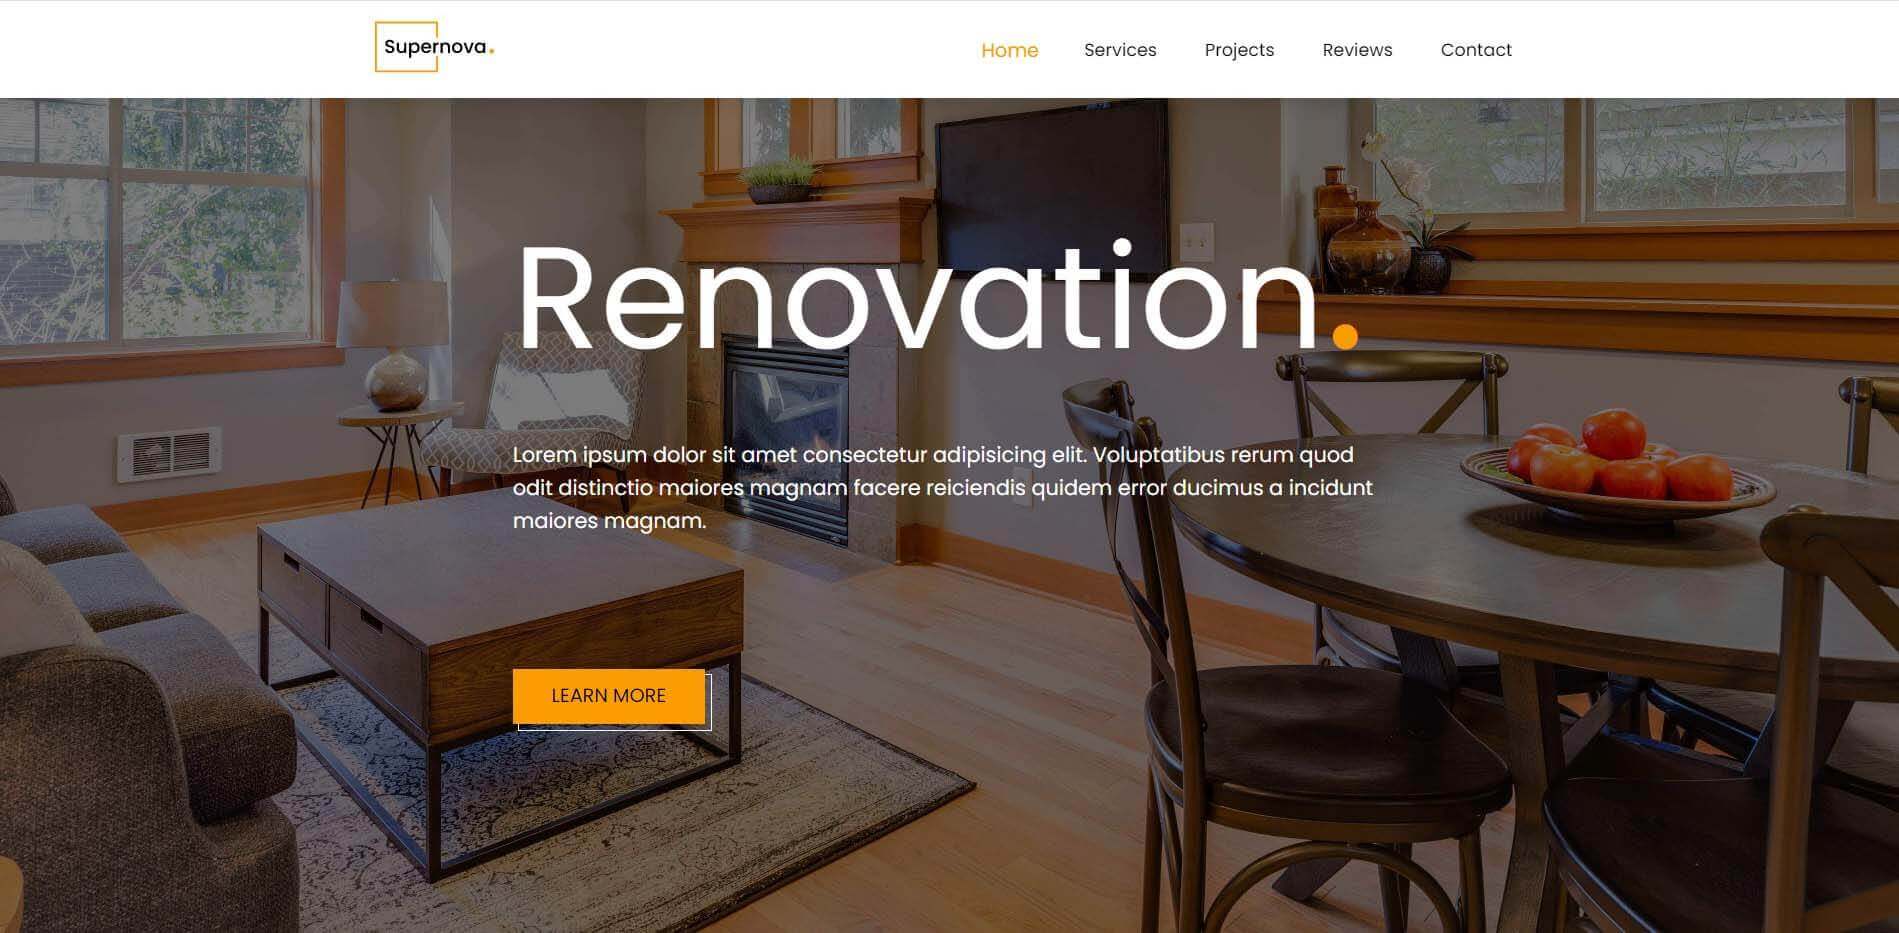 Supernova.
Home Services Projects Reviews Contact
Renovation.
Lorem ipsum dolor sit amet consectetur adipisicing elit. Voluptatibus rerum quod
odit distinctio maiores magnam facere reiciendis quidem error ducimus a incidunt
maiores magnam.
LEARN MORE